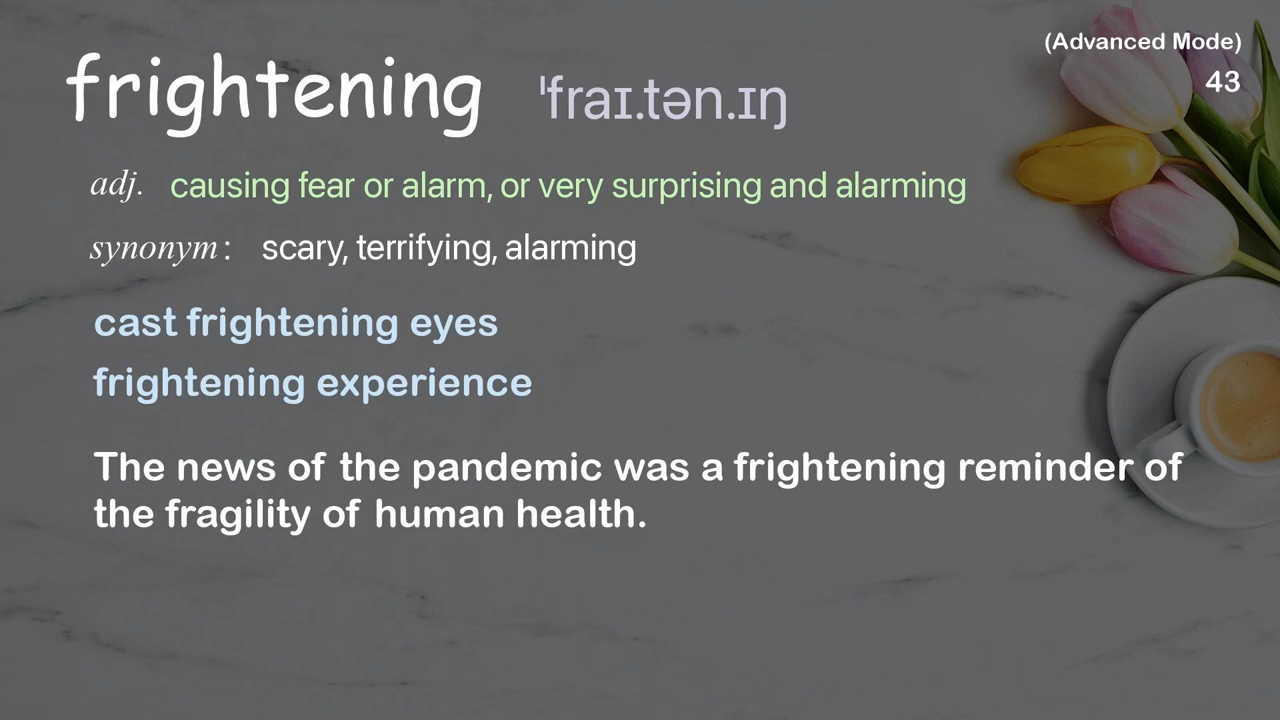 (Advanced Mode)
43
frightening ˈfraɪ.tən.ɪŋ
adj. causing fear or alarm, or very surprising and alarming
synonym: scary, terrifying, alarming
cast frightening eyes
frightening experience
The news of the pandemic was a frightening reminder of
the fragility of human health.